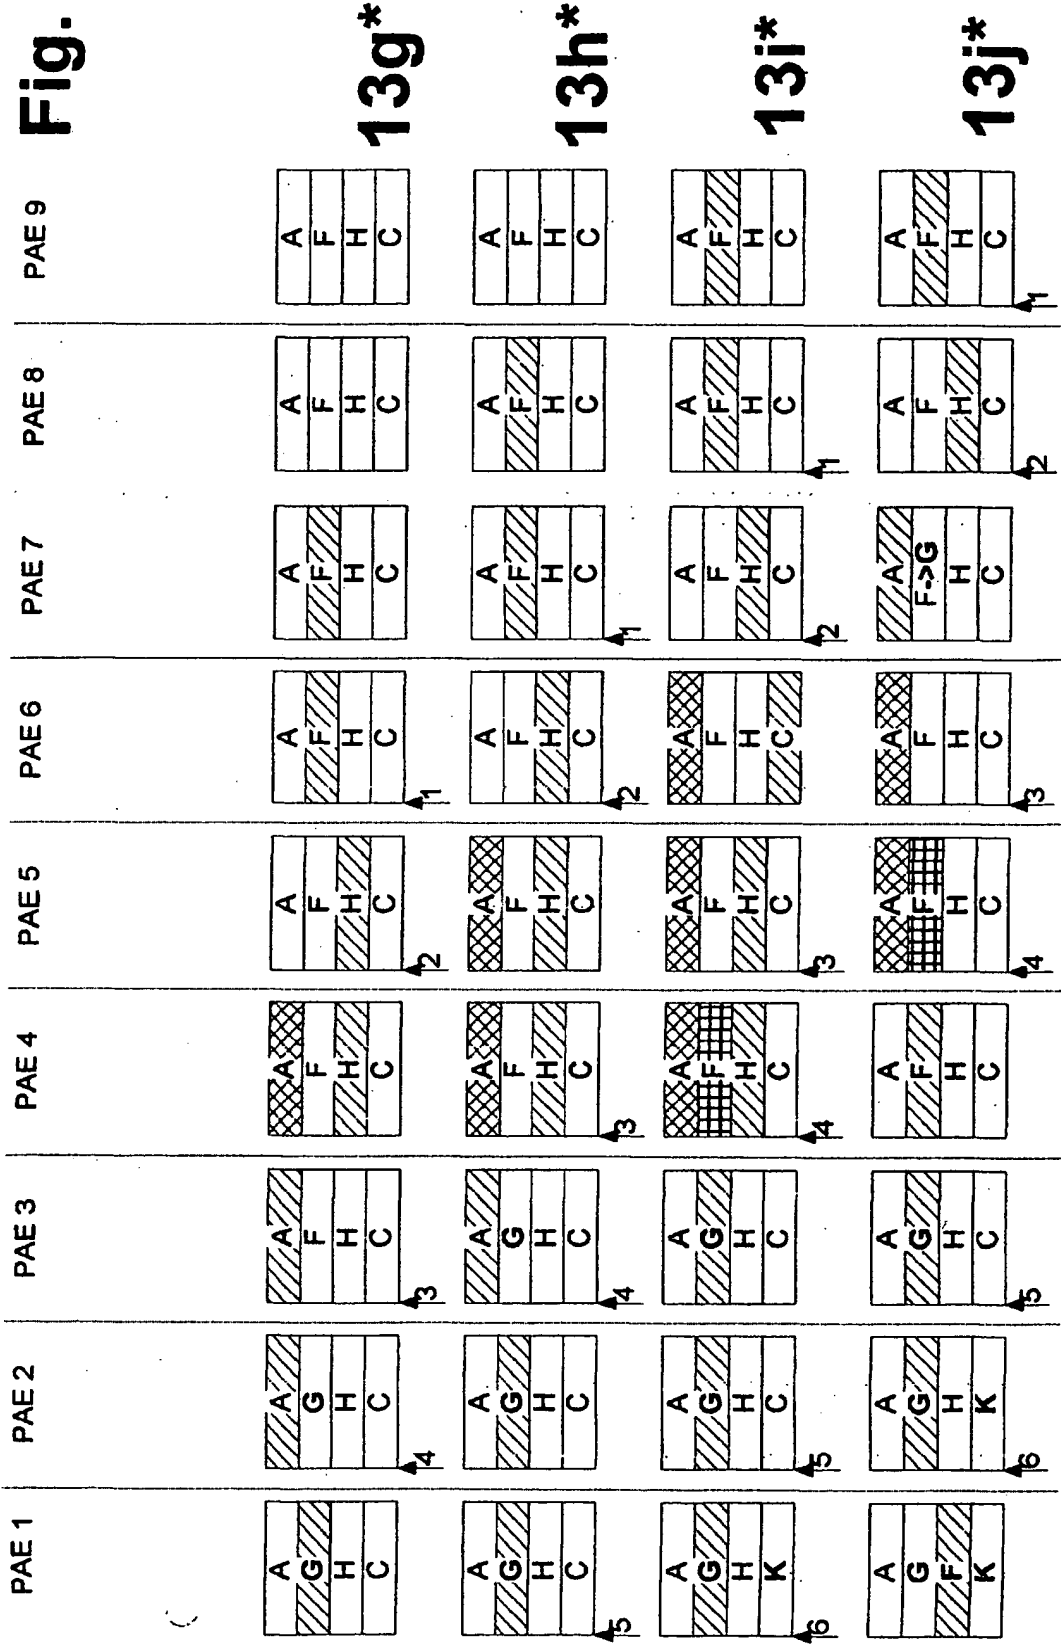 PAE 1 PAE 2 PAE 3 PAE 4 PAE 5 PAE 6 PAE 7 PAE 8 PAE 9 Fig.
A A A A A A A A A
G G F F F F F F F 13g*
H H H H H H H H H
C C C C C C C C C
4 3 2 1
A A A A A A A A A
G G G F F F F F F 13h*
H H H H H H H H H
C C C C C C C C C
5 4 3 2 1
A A A A A A A A A
G G G F F F F F F 13i*
H H H H H H H H H
K C C C C C C C C
6 5 4 3 2 1
A A A A A A A A A
G G G F F F F->G F F 13j*
F H H H H H H H H
K K C C C C C C C
6 5 4 3 2 1